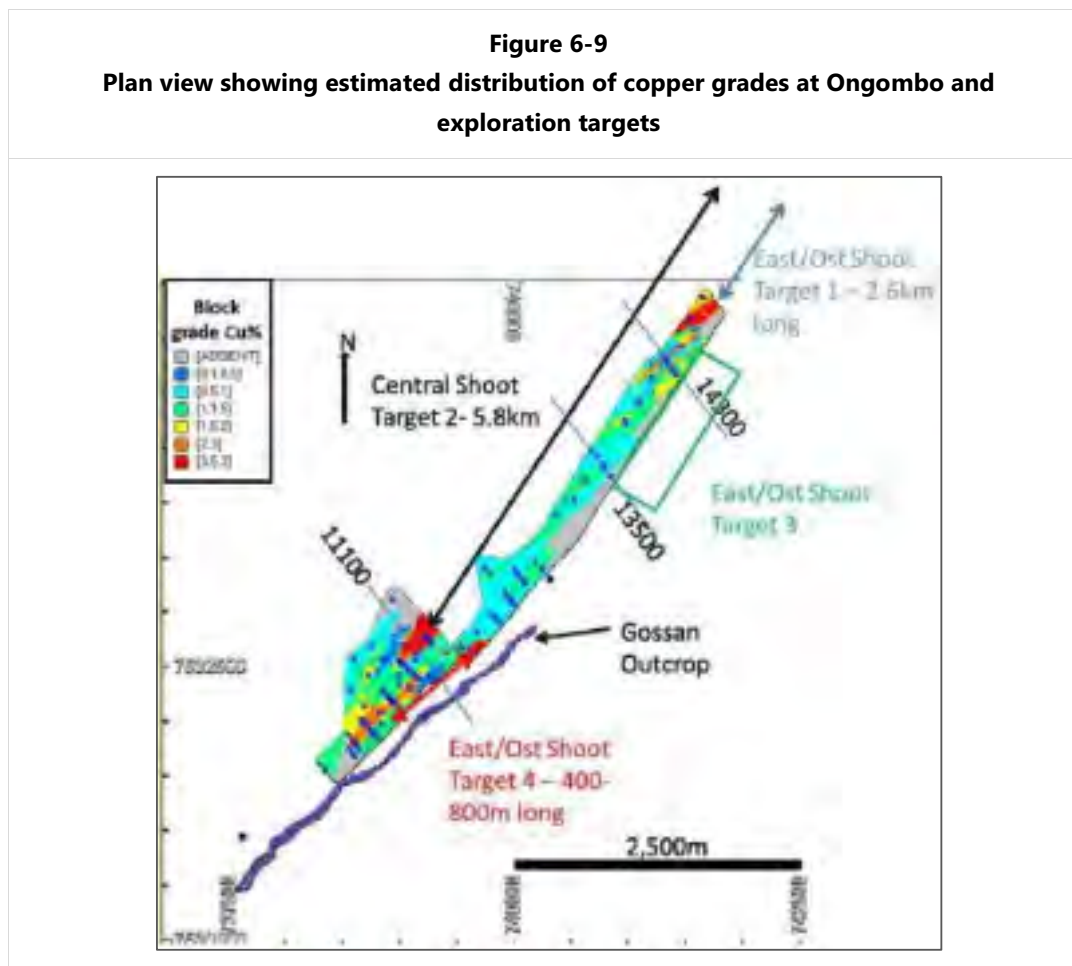 Figure 6-9
Plan view showing estimated distribution of copper grades at Ongombo and
exploration targets
East/Ost Shoot
Target 1 – 2.6km
long
Block
grade Cu%
[ABSENT]
N
Central Shoot
Target 2- 5.8km
14300
East/Ost Shoot
Target 3
13500
11100
Gossan
Outcrop
East/Ost Shoot
Target 4 – 400-
800m long
2,500m